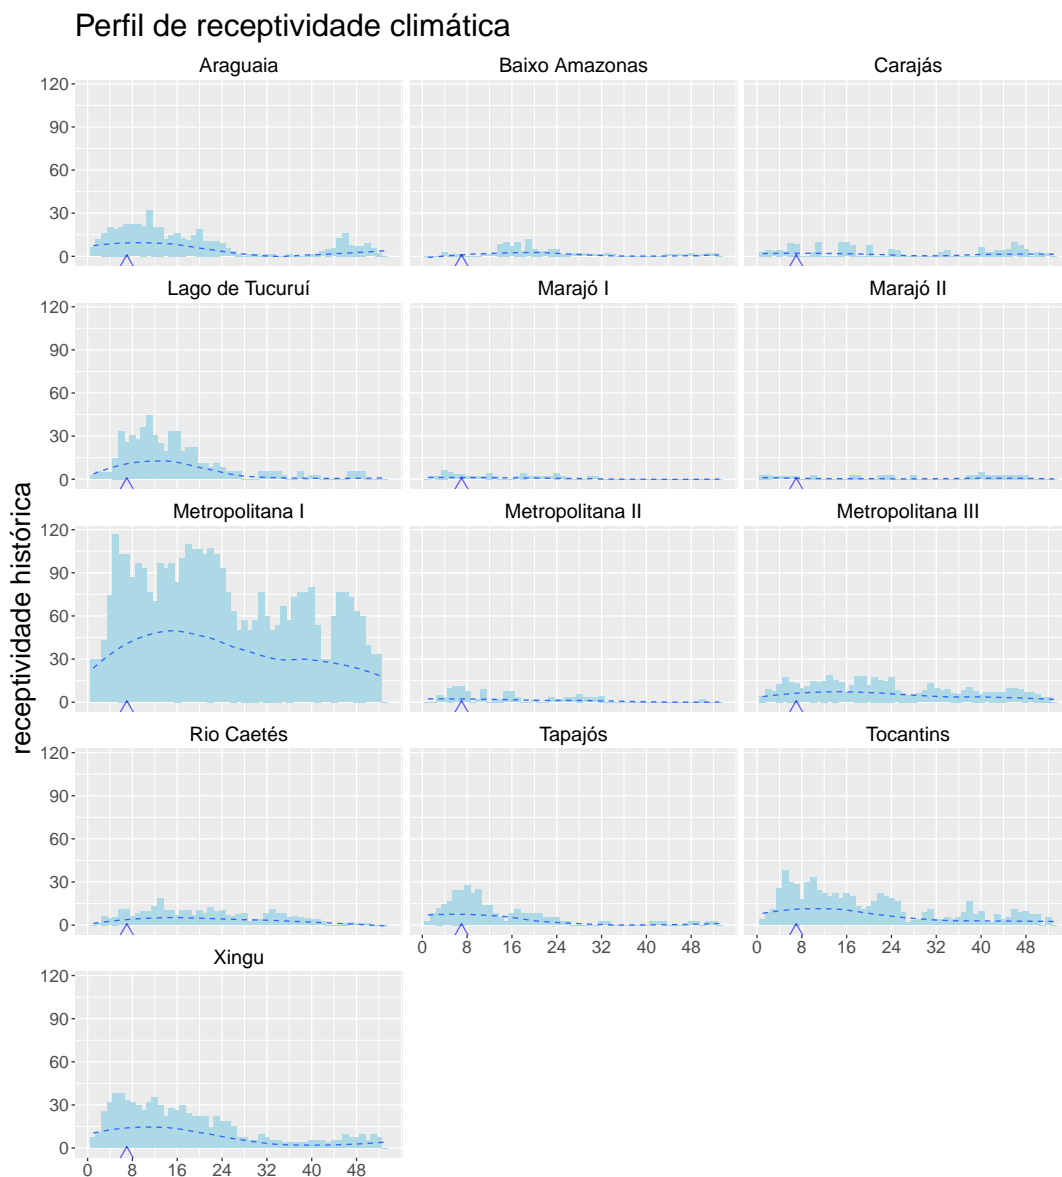 Perfil de receptividade climática
Araguaia
Baixo Amazonas
Carajás
120
90
60
30
0
Lago de Tucuruí
Marajó I
Marajó II
120
90
60
30
0
Metropolitana I
Metropolitana II
Metropolitana III
120
90
60
30
0
receptividade histórica
Rio Caetés
Tapajós
Tocantins
120
90
60
30
0
0 8 16 24 32 40 48
0 8 16 24 32 40 48
Xingu
120
90
60
30
0
0 8 16 24 32 40 48